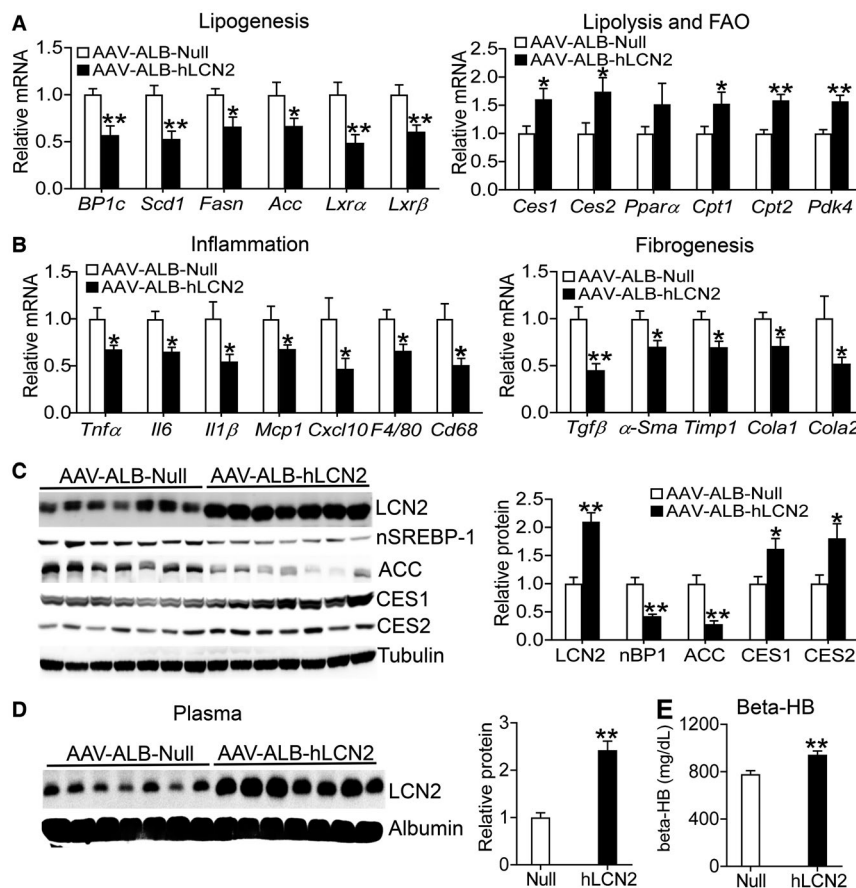 A
Lipogenesis
Relative mRNA
1.5
1.0
0.5
0.0
AAV-ALB-Null
AAV-ALB-hLCN2
**
**
*
*
**
**
BP1c Scd1 Fasn Acc Lxrα Lxrβ
Lipolysis and FAO
Relative mRNA
2.5
2.0
1.5
1.0
0.5
0.0
AAV-ALB-Null
AAV-ALB-hLCN2
*
*
*
**
**
Ces1 Ces2 Pparα Cpt1 Cpt2 Pdk4
B
Inflammation
Relative mRNA
1.5
1.0
0.5
0.0
AAV-ALB-Null
AAV-ALB-hLCN2
*
*
*
*
*
*
*
Tnfα Il6 Il1β Mcp1 Cxcl10 F4/80 Cd68
Fibrogenesis
Relative mRNA
1.5
1.0
0.5
0.0
AAV-ALB-Null
AAV-ALB-hLCN2
**
*
*
*
*
Tgfβ α-Sma Timp1 Cola1 Cola2
C
AAV-ALB-Null AAV-ALB-hLCN2
LCN2
nSREBP-1
ACC
CES1
CES2
Tubulin
Relative protein
2.5
2.0
1.5
1.0
0.5
0.0
AAV-ALB-Null
AAV-ALB-hLCN2
**
**
**
*
*
LCN2 nBP1 ACC CES1 CES2
D
Plasma
AAV-ALB-Null AAV-ALB-hLCN2
LCN2
Albumin
Relative protein
3
2
1
0
**
Null hLCN2
E
Beta-HB
beta-HB (mg/dL)
1200
800
400
0
**
Null hLCN2